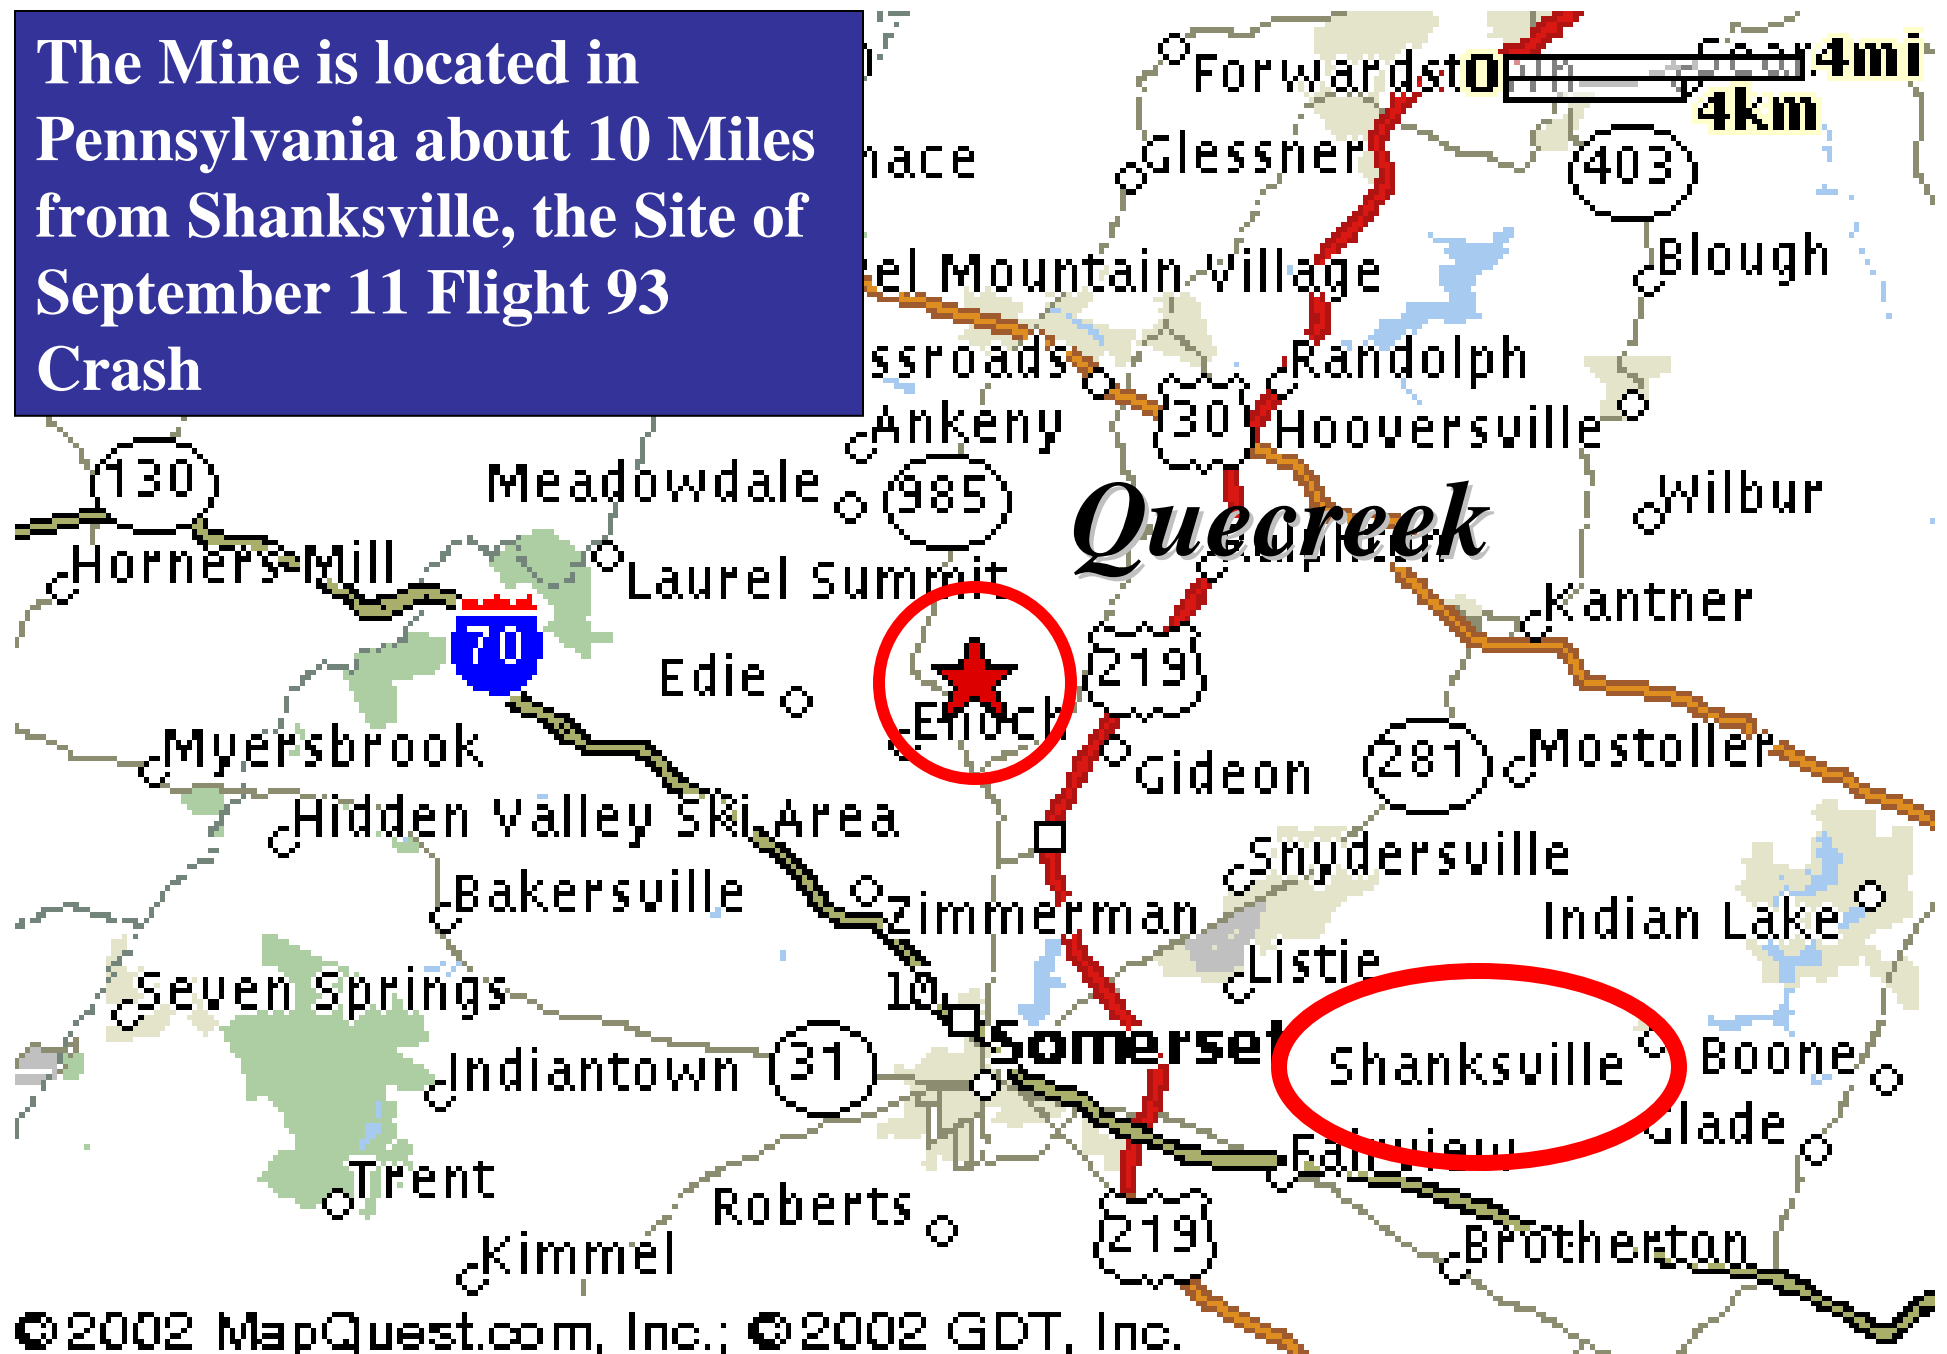 The Mine is located in
Pennsylvania about 10 Miles
from Shanksville, the Site of
September 11 Flight 93
Crash
0
4mi
4km
Glessner
403
Blough
Mountain Village
Randolph
30
Hooversville
Ankeny
130
Meadowdale
985
Quecreek
Wilbur
Horners Mill
Laurel Summit
Kantner
70
Edie
219
Enoch
Myersbrook
Gideon
281
Mostoller
Hidden Valley Ski Area
Snydersville
Bakersville
Zimmerman
Indian Lake
Listie
Seven Springs
10
Somerset
Shanksville
Boone
Indiantown
31
Glade
Fairview
Trent
Roberts
219
Kimmel
Brotherton
©2002 MapQuest.com, Inc.; ©2002 GDT, Inc.